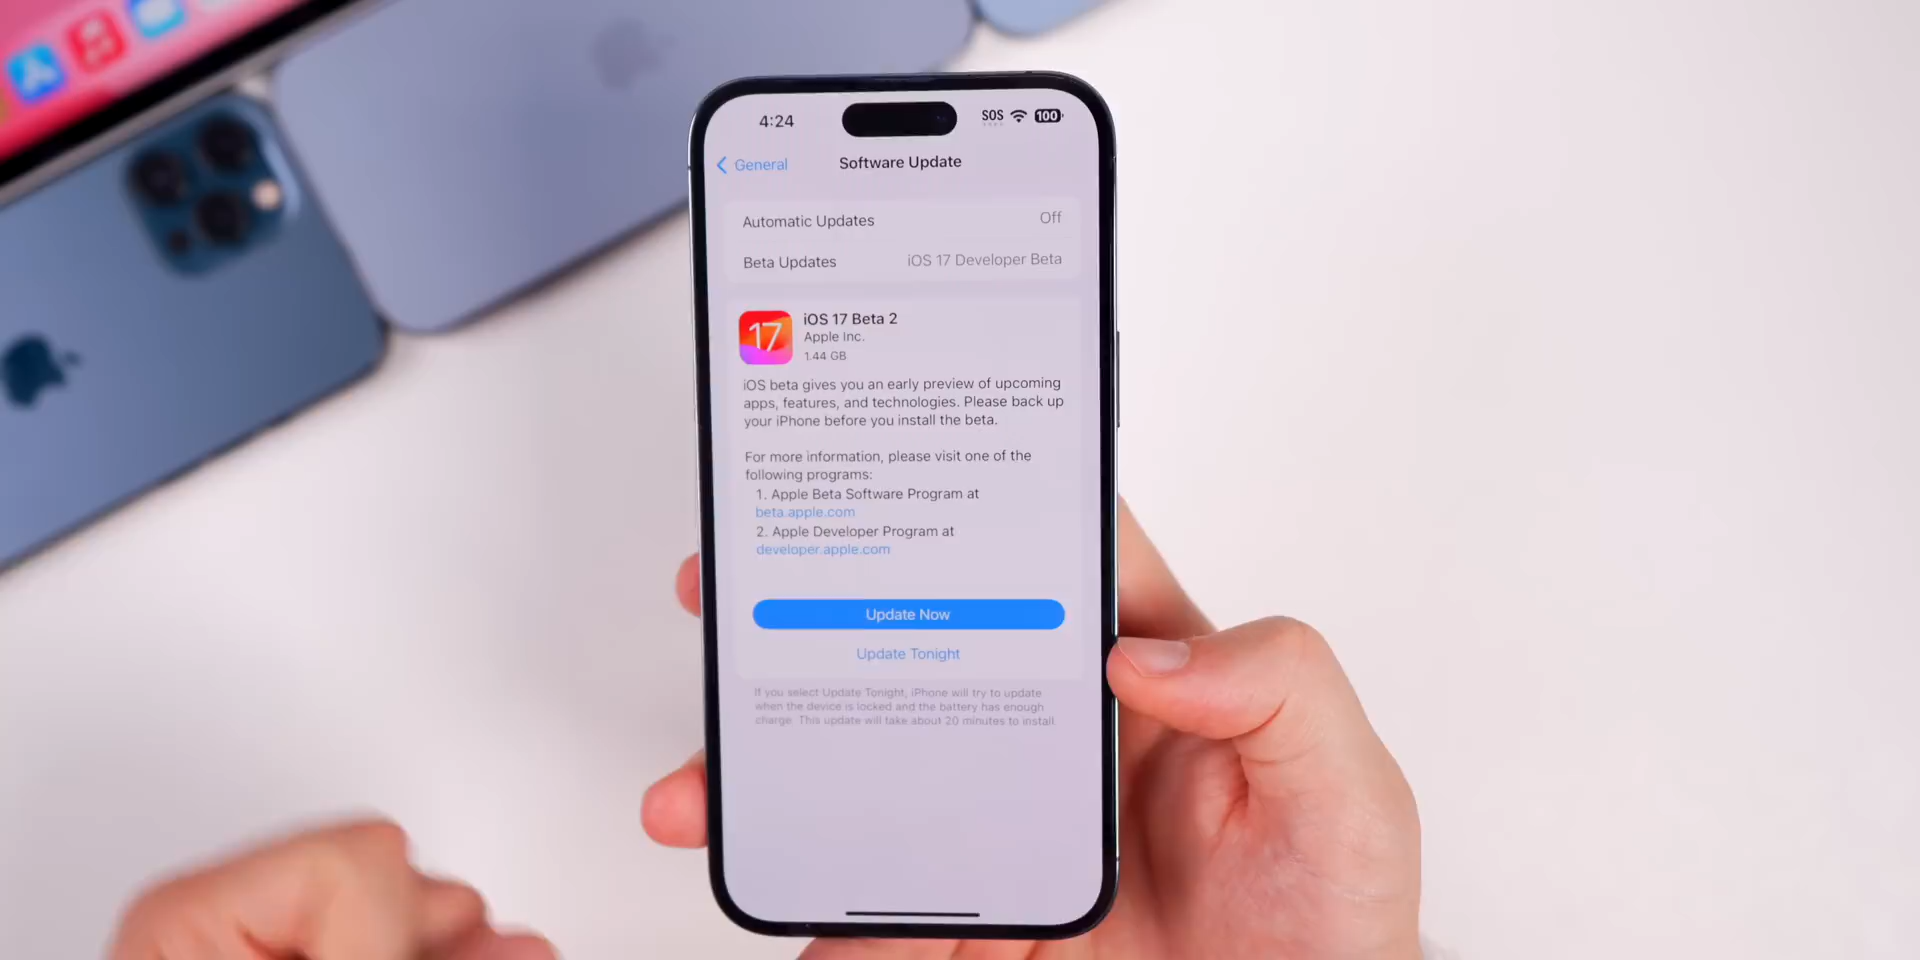 4:24
SOS
100
General
Software Update
Automatic Updates
Off
Beta Updates
iOS 17 Developer Beta
17
iOS 17 Beta 2
Apple Inc.
1.44 GB
iOS beta gives you an early preview of upcoming
apps, features, and technologies. Please back up
your iPhone before you install the beta.
For more information, please visit one of the
following programs:
1. Apple Beta Software Program at
beta.apple.com
2. Apple Developer Program at
developer.apple.com
Update Now
Update Tonight
If you select Update Tonight, iPhone will try to update
when the device is locked and the battery has enough
charge. This update will take about 20 minutes to install.